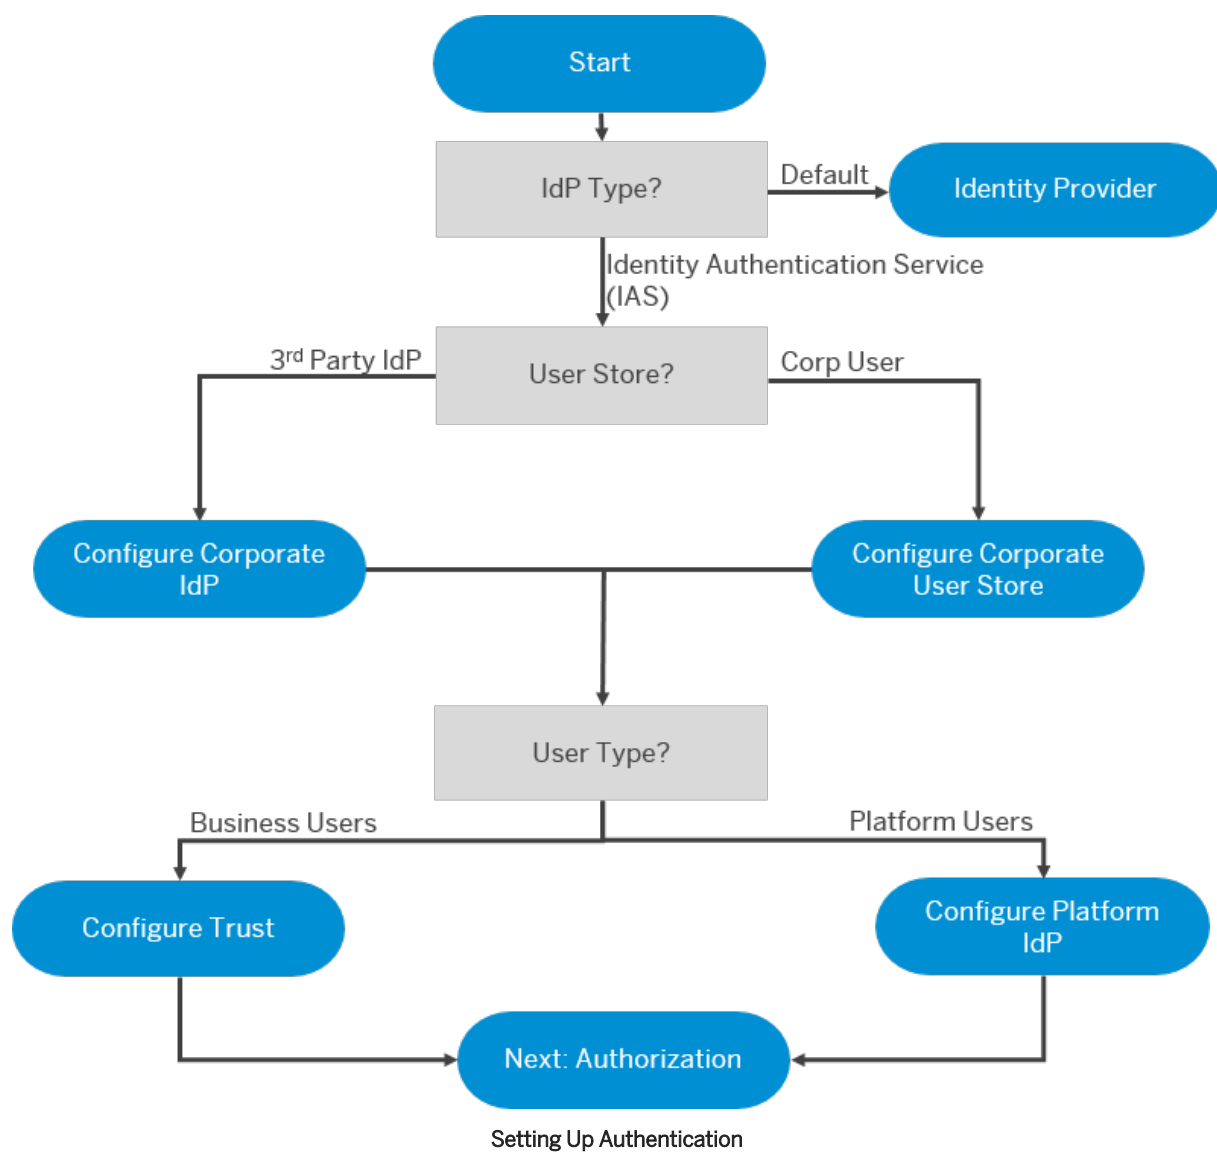 Start
IdP Type?
Default
Identity Provider
Identity Authentication Service
(IAS)
3rd Party IdP
User Store?
Corp User
Configure Corporate
IdP
Configure Corporate
User Store
User Type?
Business Users
Platform Users
Configure Trust
Configure Platform
IdP
Next: Authorization
Setting Up Authentication